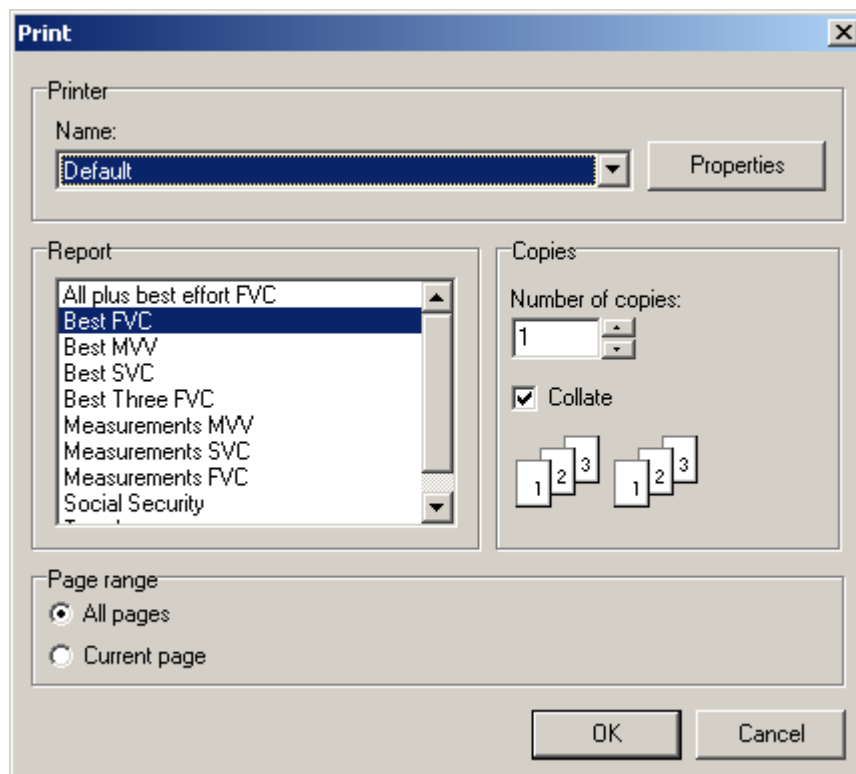 Print
Printer
Name:
Default
Properties
Report
All plus best effort FVC
Best FVC
Best MVV
Best SVC
Best Three FVC
Measurements MVV
Measurements SVC
Measurements FVC
Social Security
Copies
Number of copies:
1
Collate
1 2 3 1 2 3
Page range
All pages
Current page
OK Cancel